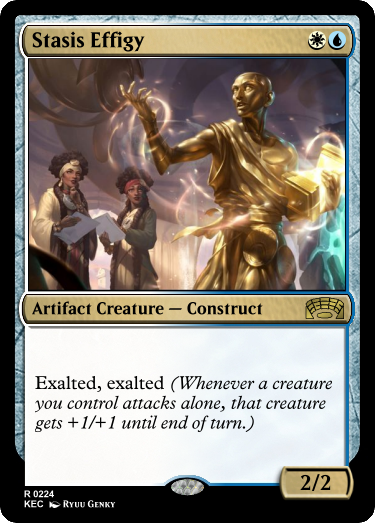 Stasis Effigy
Artifact Creature — Construct
Exalted, exalted (Whenever a creature
you control attacks alone, that creature
gets +1/+1 until end of turn.)
2/2
R 0224
KEC Ryuu Genky